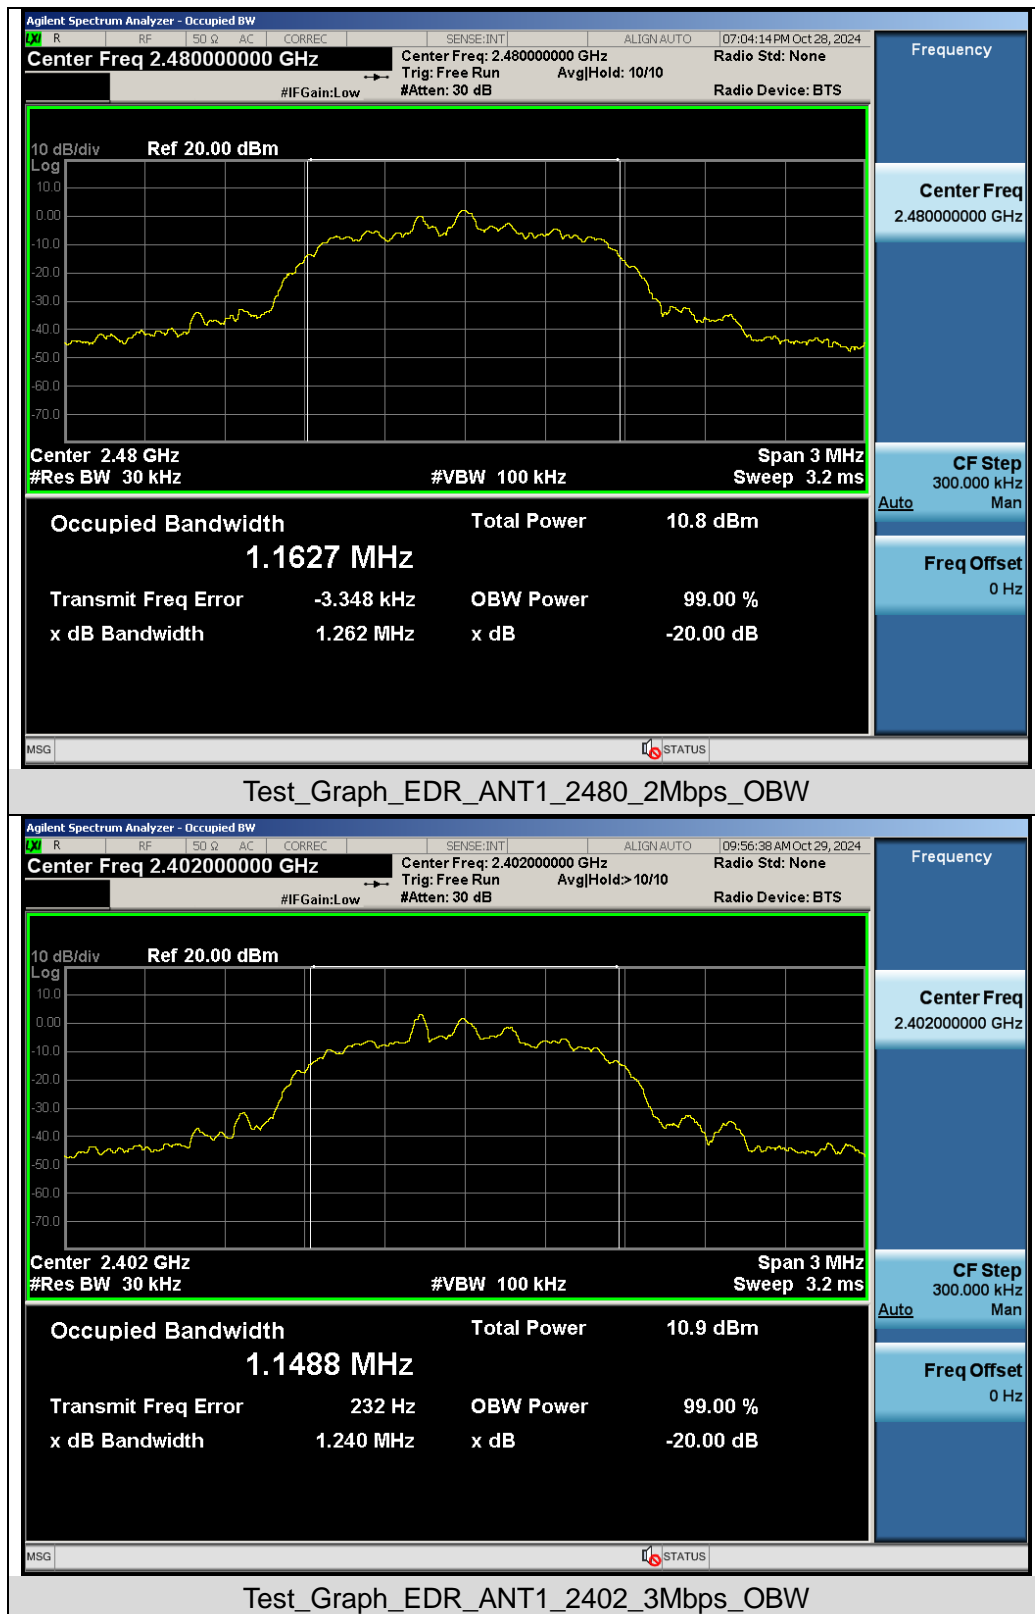 Agilent Spectrum Analyzer - Occupied BW
LXI R RF 50 Ω AC CORREC SENSE:INT ALIGN AUTO 07:04:14 PM Oct 28, 2024
Center Freq 2.480000000 GHz Center Freq: 2.480000000 GHz Radio Std: None Frequency
Trig: Free Run Avg|Hold: 10/10
#IFGain:Low #Atten: 30 dB Radio Device: BTS
10 dB/div Ref 20.00 dBm
Log
10.0
0.00
-10.0
-20.0
-30.0
-40.0
-50.0
-60.0
-70.0
Center Freq
2.480000000 GHz
Center 2.48 GHz Span 3 MHz
#Res BW 30 kHz #VBW 100 kHz Sweep 3.2 ms
CF Step
300.000 kHz
Auto Man
Occupied Bandwidth Total Power 10.8 dBm
1.1627 MHz
Transmit Freq Error -3.348 kHz OBW Power 99.00 %
x dB Bandwidth 1.262 MHz x dB -20.00 dB
Freq Offset
0 Hz
MSG STATUS
Test_Graph_EDR_ANT1_2480_2Mbps_OBW
Agilent Spectrum Analyzer - Occupied BW
LXI R RF 50 Ω AC CORREC SENSE:INT ALIGN AUTO 09:56:38 AM Oct 29, 2024
Center Freq 2.402000000 GHz Center Freq: 2.402000000 GHz Radio Std: None Frequency
Trig: Free Run Avg|Hold:> 10/10
#IFGain:Low #Atten: 30 dB Radio Device: BTS
10 dB/div Ref 20.00 dBm
Log
10.0
0.00
-10.0
-20.0
-30.0
-40.0
-50.0
-60.0
-70.0
Center Freq
2.402000000 GHz
Center 2.402 GHz Span 3 MHz
#Res BW 30 kHz #VBW 100 kHz Sweep 3.2 ms
CF Step
300.000 kHz
Auto Man
Occupied Bandwidth Total Power 10.9 dBm
1.1488 MHz
Transmit Freq Error 232 Hz OBW Power 99.00 %
x dB Bandwidth 1.240 MHz x dB -20.00 dB
Freq Offset
0 Hz
MSG STATUS
Test_Graph_EDR_ANT1_2402_3Mbps_OBW